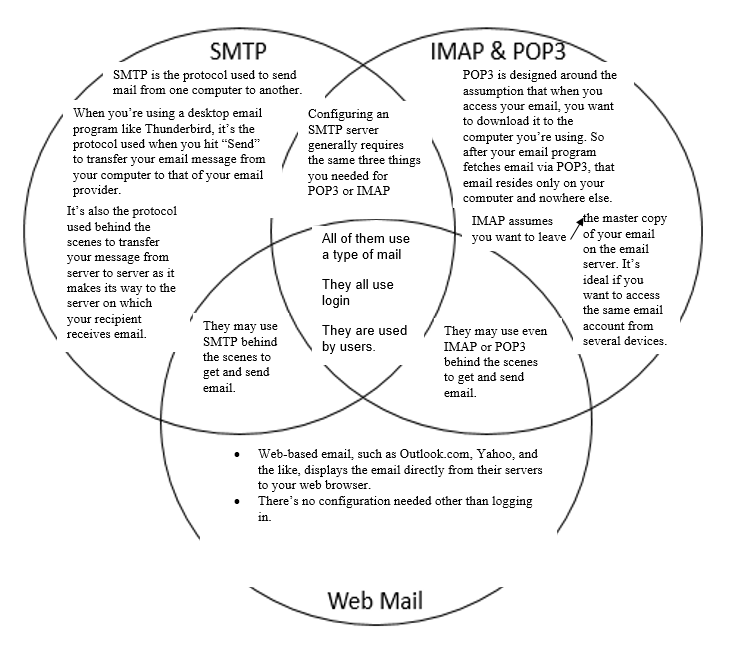 SMTP
SMTP is the protocol used to send
mail from one computer to another.
When you're using a desktop email
program like Thunderbird, it's the
protocol used when you hit “Send”
to transfer your email message from
your computer to that of your email
provider.
It's also the protocol
used behind the
scenes to transfer
your message from
server to server as it
makes its way to the
server on which
your recipient
receives email.
Configuring an
SMTP server
generally requires
the same three things
you needed for
POP3 or IMAP
IMAP & POP3
POP3 is designed around the
assumption that when you
access your email, you want
to download it to the
computer you're using. So
after your email program
fetches email via POP3, that
email resides only on your
computer and nowhere else.
IMAP assumes
you want to leave
the master copy
of your email
on the email
server. It's
ideal if you
want to access
the same email
account from
several devices.
All of them use
a type of mail
They all use
login
They are used
by users.
They may use
SMTP behind
the scenes to
get and send
email.
They may use even
IMAP or POP3
behind the scenes
to get and send
email.
• Web-based email, such as Outlook.com, Yahoo, and
the like, displays the email directly from their servers
to your web browser.
• There's no configuration needed other than logging
in.
Web Mail